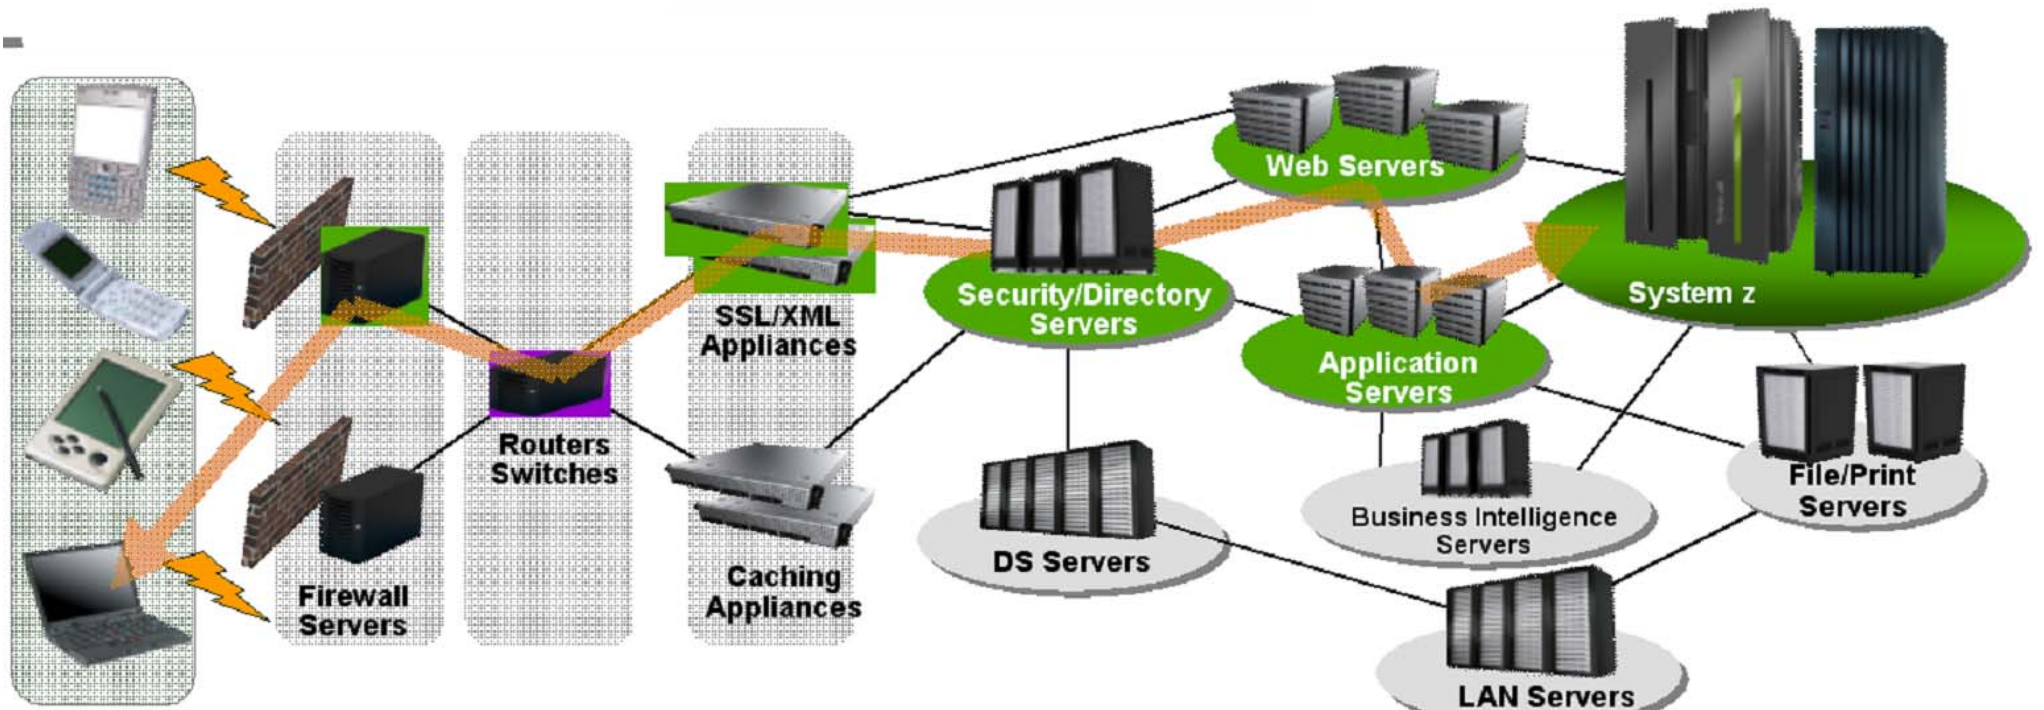 Firewall
Servers
Routers
Switches
SSL/XML
Appliances
Caching
Appliances
Security/Directory
Servers
DS Servers
Web Servers
Application
Servers
Business Intelligence
Servers
LAN Servers
System z
File/Print
Servers